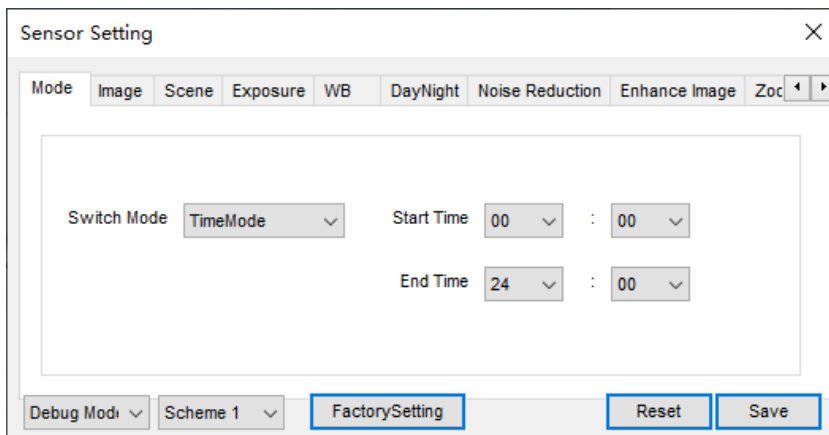 Sensor Setting
Mode Image Scene Exposure WB DayNight Noise Reduction Enhance Image
Switch Mode TimeMode Start Time 00 : 00
End Time 24 : 00
Debug Scheme 1 FactorySetting Reset Save